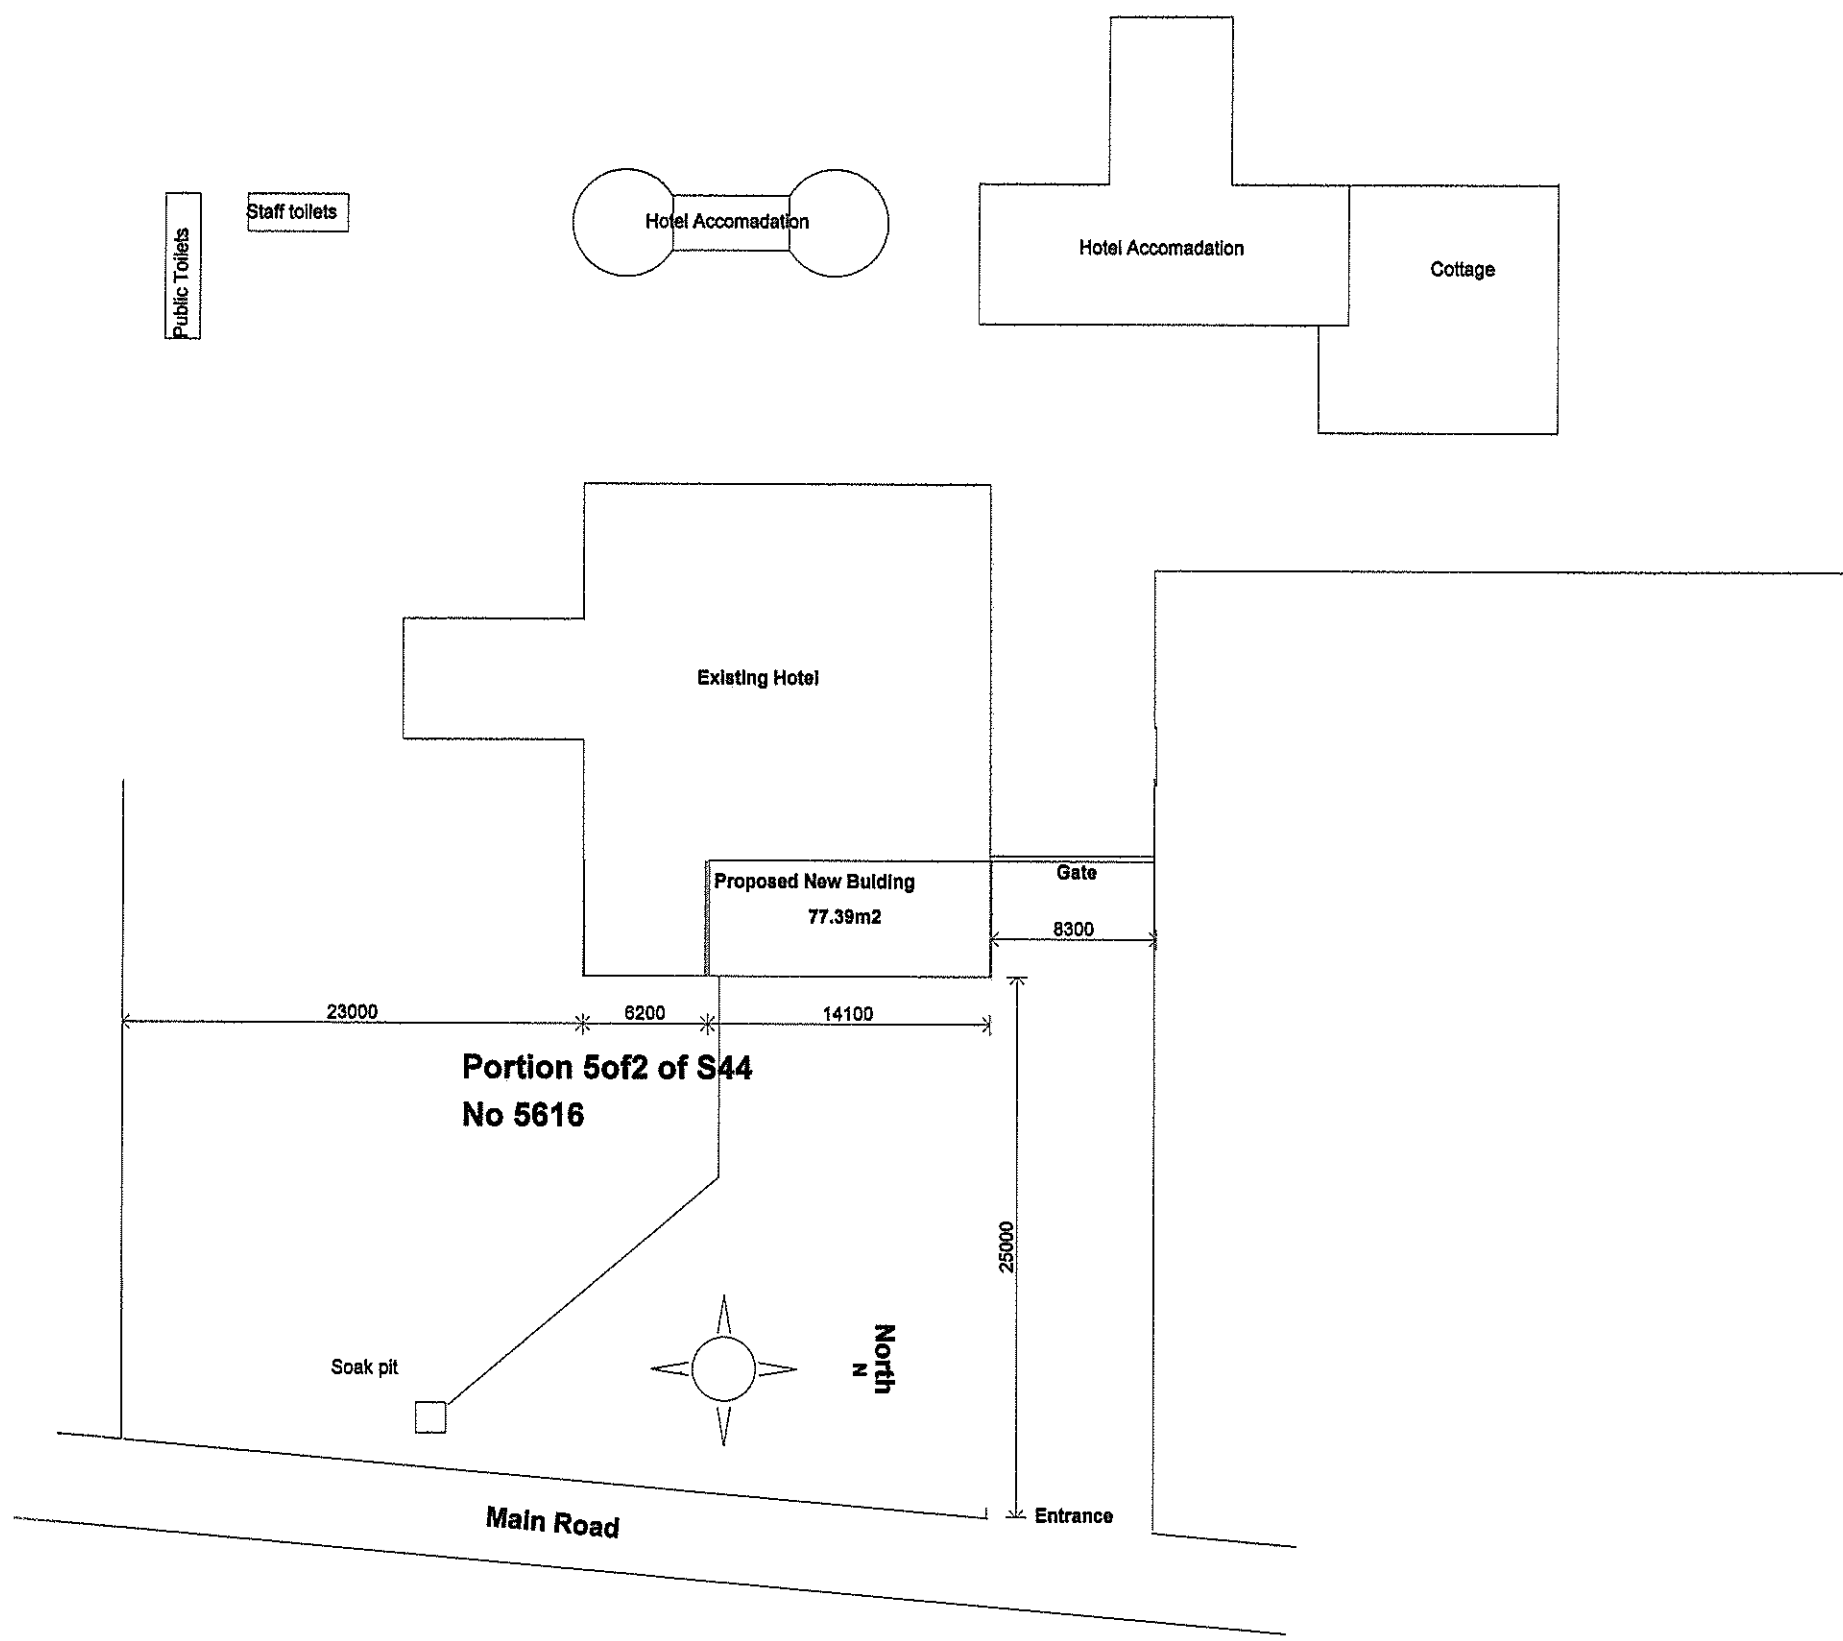 Staff toilets
Public Toilets
Hotel Accomadation
Hotel Accomadation
Cottage
Existing Hotel
Proposed New Bulding
77.39m2
Gate
8300
23000
6200
14100
Portion 5of2 of S44
No 5616
25000
Soak pit
North
N
Entrance
Main Road